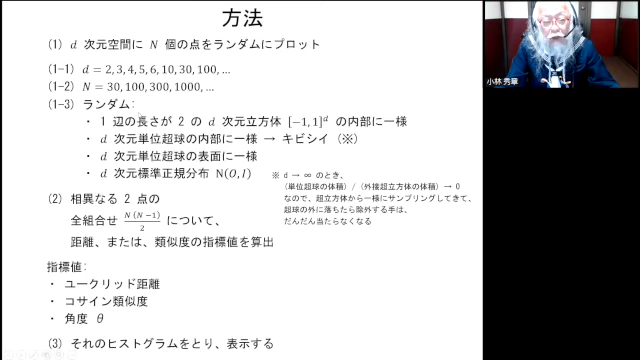 方法
(1) d 次元空間に N 個の点をランダムにプロット
(1-1) d = 2, 3, 4, 5, 6, 10, 30, 100, …
(1-2) N = 30, 100, 300, 1000, …
(1-3) ランダム:
・ 1 辺の長さが 2 の d 次元立方体 [−1, 1]^d の内部に一様
・ d 次元単位超球の内部に一様 → キビシイ (※)
・ d 次元単位超球の表面に一様
・ d 次元標準正規分布 N(O, I)
※ d → ∞ のとき、
(単位超球の体積) / (外接超立方体の体積) → 0
なので、超立方体から一様にサンプリングしてきて、
超球の外に落ちたら除外する手は、
だんだん当たらなくなる
(2) 相異なる 2 点の
全組合せ N(N−1)/2 について、
距離、または、類似度の指標値を算出
指標値:
・ ユークリッド距離
・ コサイン類似度
・ 角度 θ
(3) それのヒストグラムをとり、表示する
小林 秀章